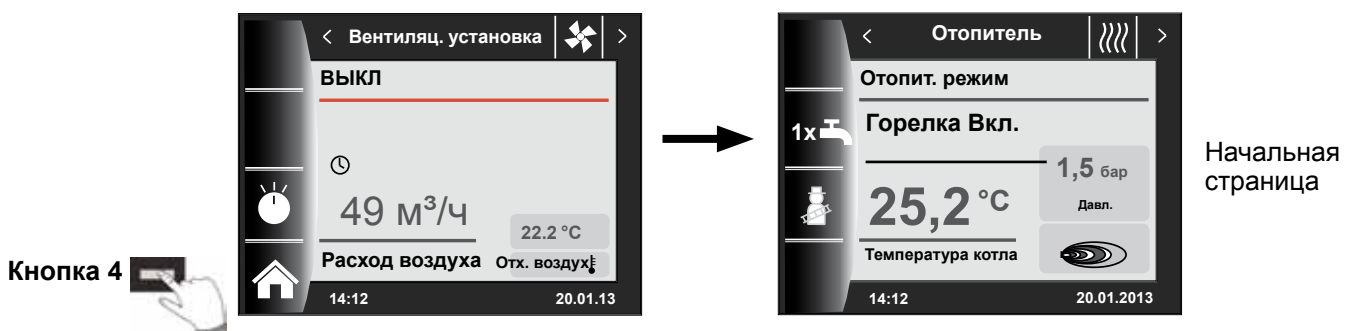 Вентиляц. установка
ВЫКЛ
49 м³/ч
22.2 °C
Расход воздуха
Отх. воздух
14:12
20.01.13
Кнопка 4
Отопитель
Отопит. режим
1x
Горелка Вкл.
1,5 бар
Давл.
25,2 °C
Температура котла
14:12
20.01.2013
Начальная
страница